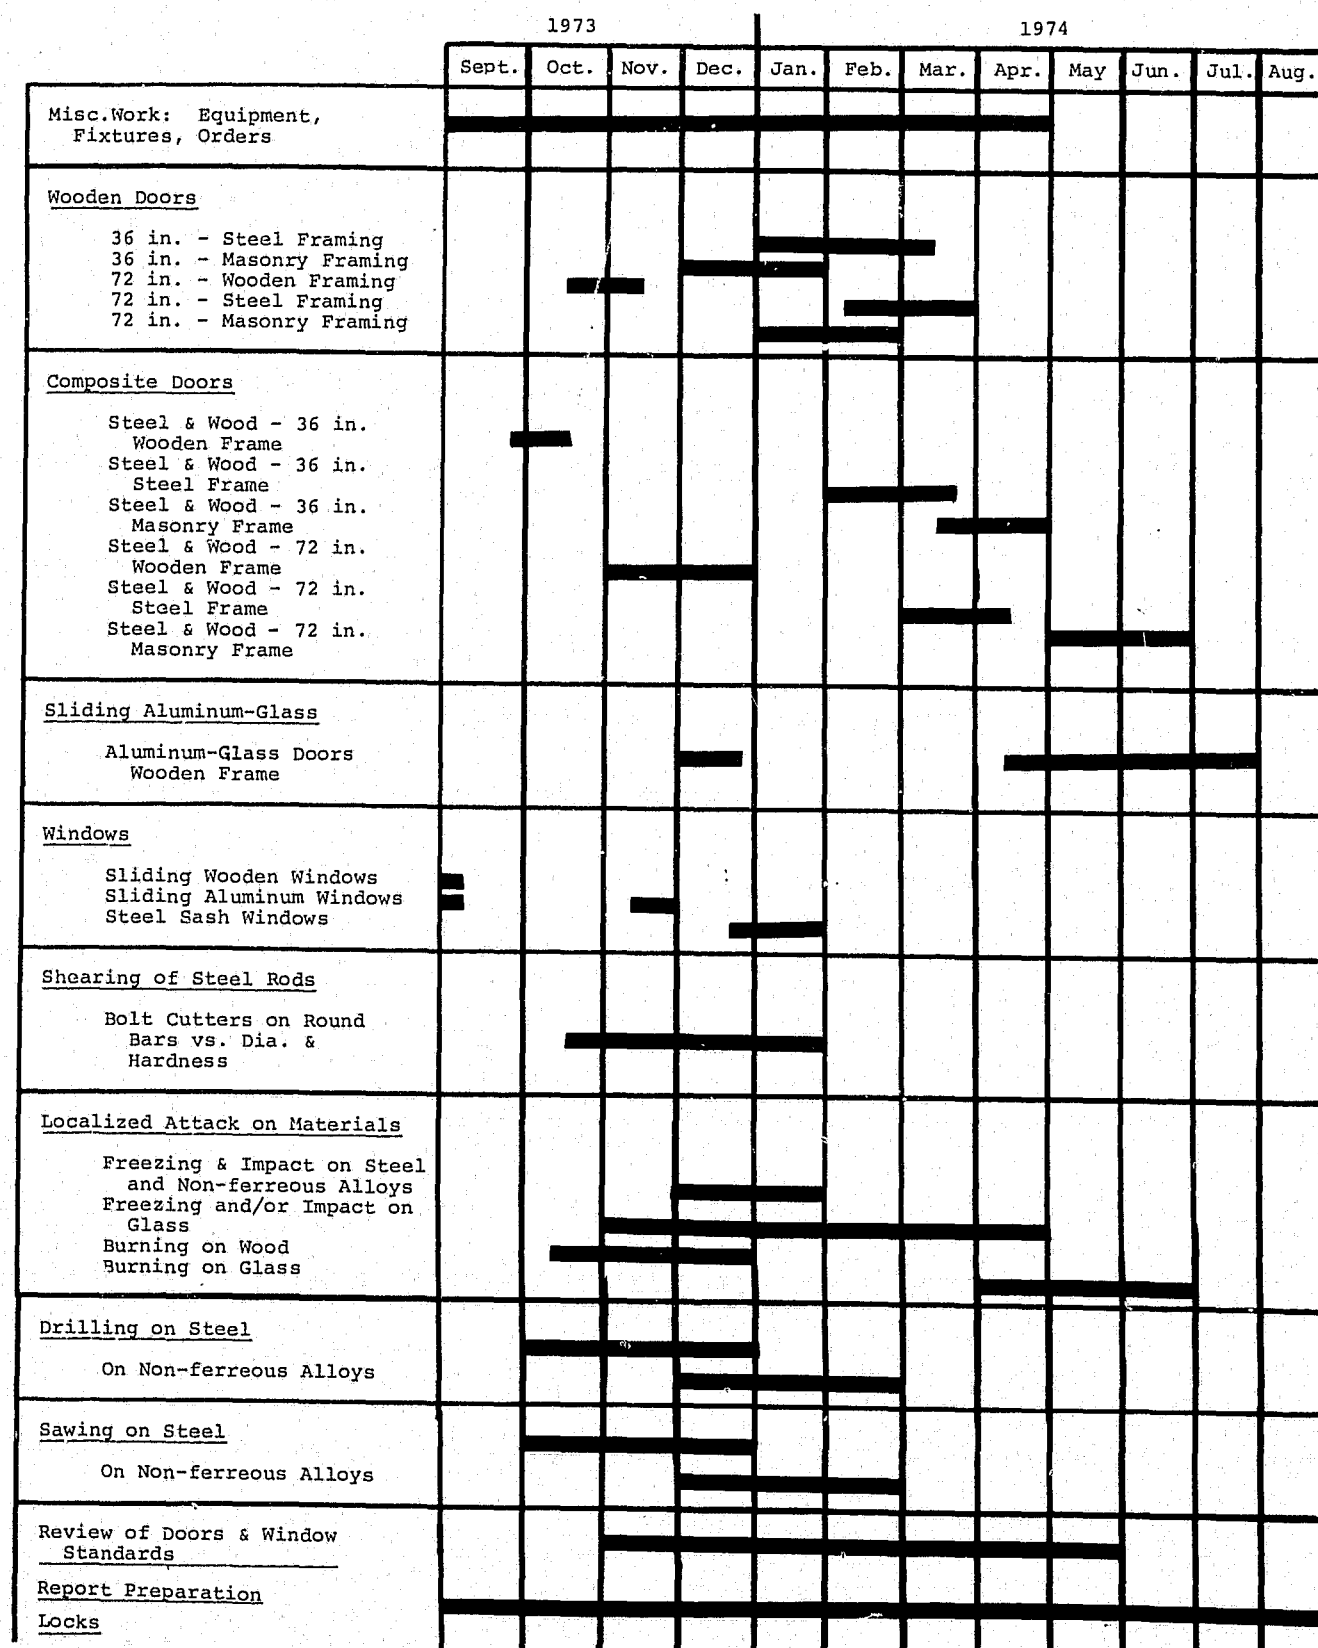 1973
1974
Sept. Oct. Nov. Dec. Jan. Feb. Mar. Apr. May Jun. Jul. Aug.
Misc.Work: Equipment,
Fixtures, Orders
Wooden Doors
36 in. - Steel Framing
36 in. - Masonry Framing
72 in. - Wooden Framing
72 in. - Steel Framing
72 in. - Masonry Framing
Composite Doors
Steel & Wood - 36 in.
Wooden Frame
Steel & Wood - 36 in.
Steel Frame
Steel & Wood - 36 in.
Masonry Frame
Steel & Wood - 72 in.
Wooden Frame
Steel & Wood - 72 in.
Steel Frame
Steel & Wood - 72 in.
Masonry Frame
Sliding Aluminum-Glass
Aluminum-Glass Doors
Wooden Frame
Windows
Sliding Wooden Windows
Sliding Aluminum Windows
Steel Sash Windows
Shearing of Steel Rods
Bolt Cutters on Round
Bars vs. Dia. &
Hardness
Localized Attack on Materials
Freezing & Impact on Steel
and Non-ferreous Alloys
Freezing and/or Impact on
Glass
Burning on Wood
Burning on Glass
Drilling on Steel
On Non-ferreous Alloys
Sawing on Steel
On Non-ferreous Alloys
Review of Doors & Window
Standards
Report Preparation
Locks